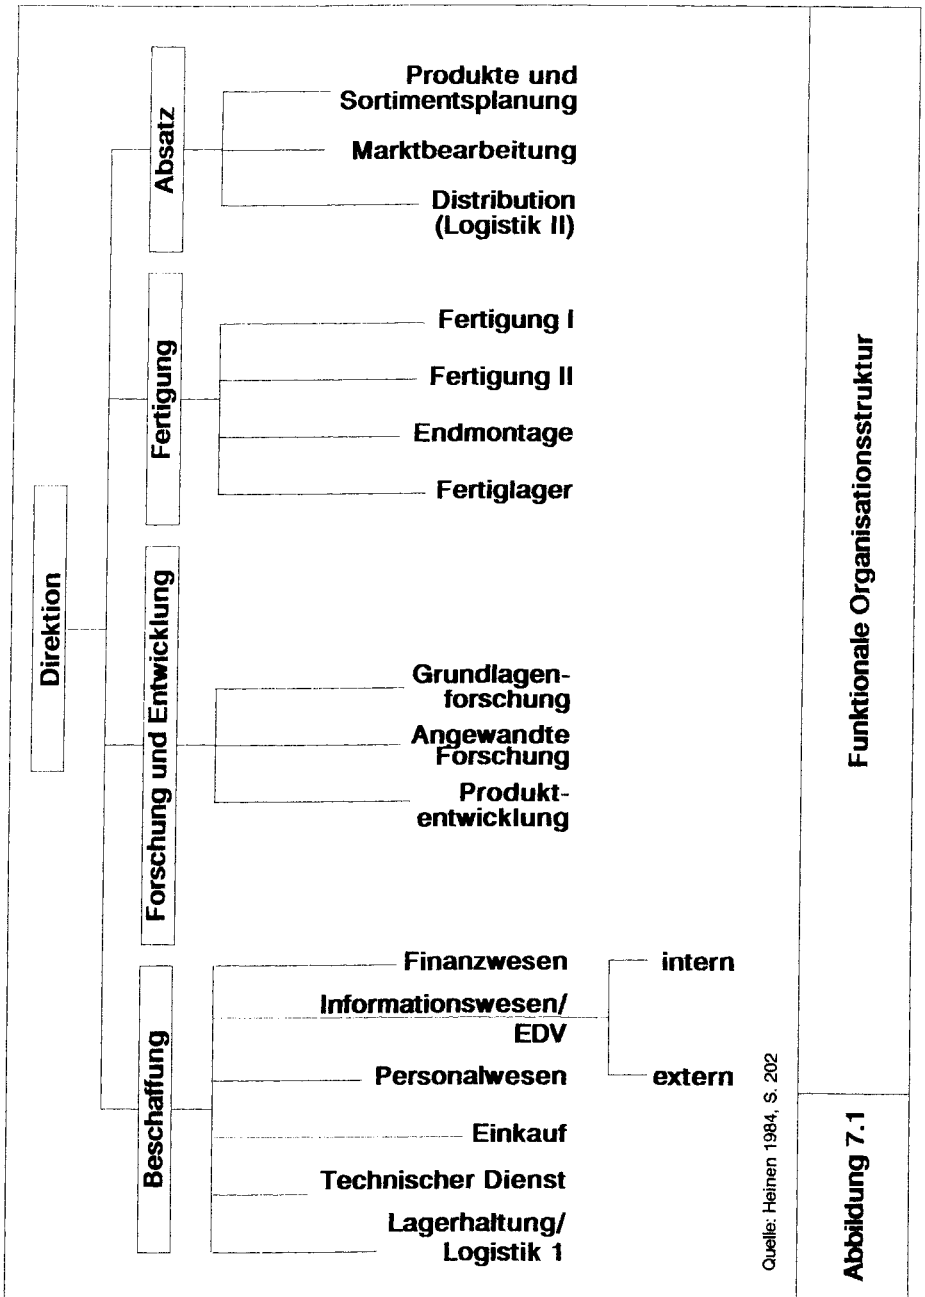 Direktion
Absatz
Produkte und
Sortimentsplanung
Marktbearbeitung
Distribution
(Logistik II)
Fertigung
Fertigung I
Fertigung II
Endmontage
Fertiglager
Forschung und Entwicklung
Grundlagen-
forschung
Angewandte
Forschung
Produkt-
entwicklung
Beschaffung
Finanzwesen
Informationswesen/
EDV
intern
extern
Personalwesen
Einkauf
Technischer Dienst
Lagerhaltung/
Logistik 1
Quelle: Heinen 1984, S. 202
Abbildung 7.1
Funktionale Organisationsstruktur